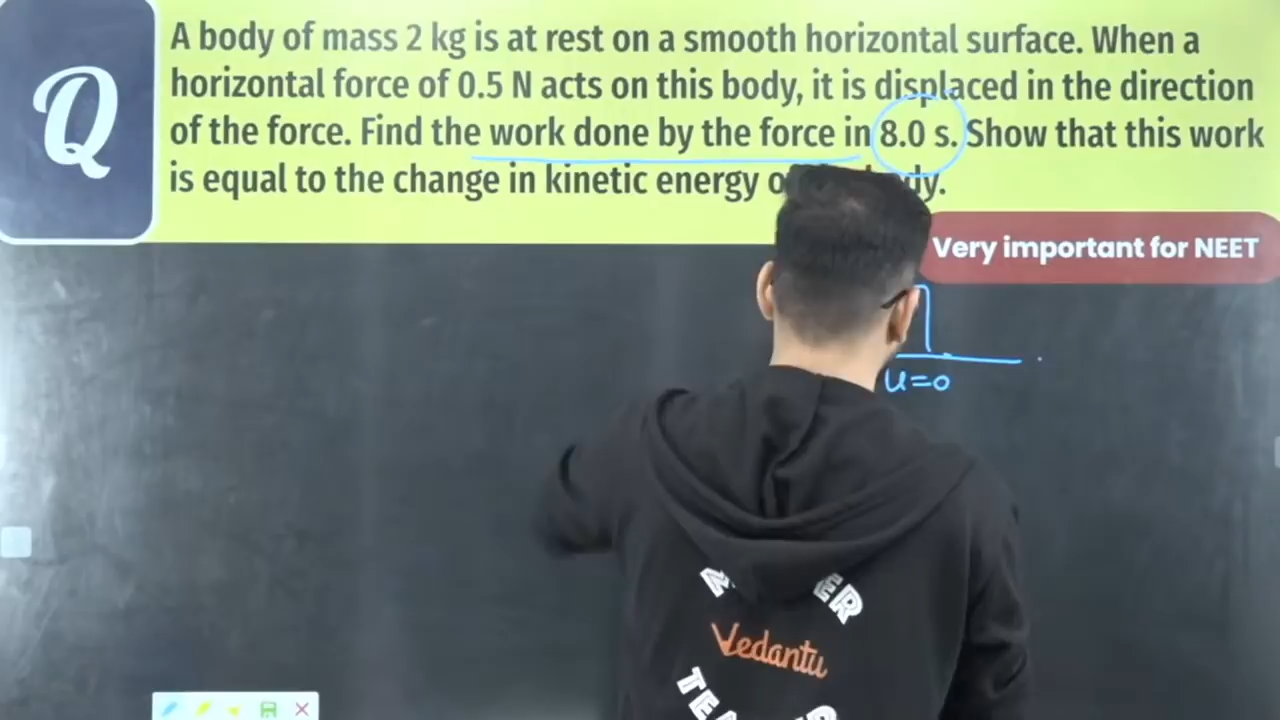 Q
A body of mass 2 kg is at rest on a smooth horizontal surface. When a
horizontal force of 0.5 N acts on this body, it is displaced in the direction
of the force. Find the work done by the force in 8.0 s. Show that this work
is equal to the change in kinetic energy
Very important for NEET
u=0
Vedantu